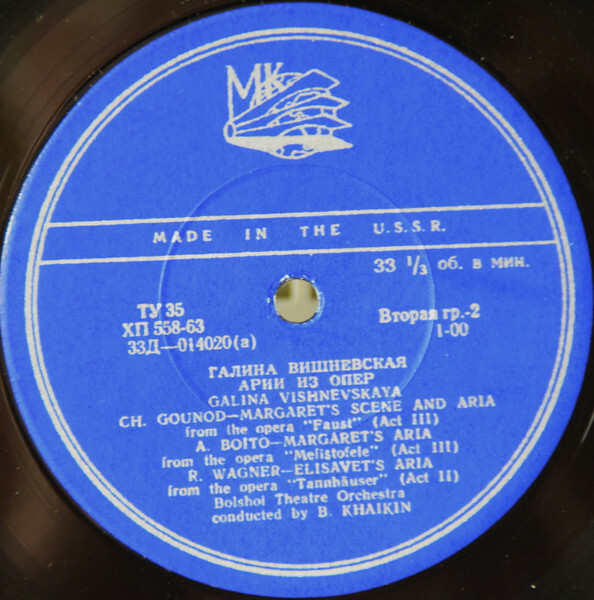 МК
MADE IN THE U.S.S.R.
33 1/3 об. в мин.
ТУ 35
ХП 558-63
33Д—014020(а)
Вторая гр.-2
1-00
ГАЛИНА ВИШНЕВСКАЯ
АРИИ ИЗ ОПЕР
GALINA VISHNEVSKAYA
CH. GOUNOD—MARGARET'S SCENE AND ARIA
from the opera "Faust" (Act III)
A. BOITO—MARGARET'S ARIA
from the opera "Mefistofele" (Act III)
R. WAGNER—ELISAVET'S ARIA
from the opera "Tannhäuser" (Act II)
Bolshoi Theatre Orchestra
conducted by B. KHAIKIN